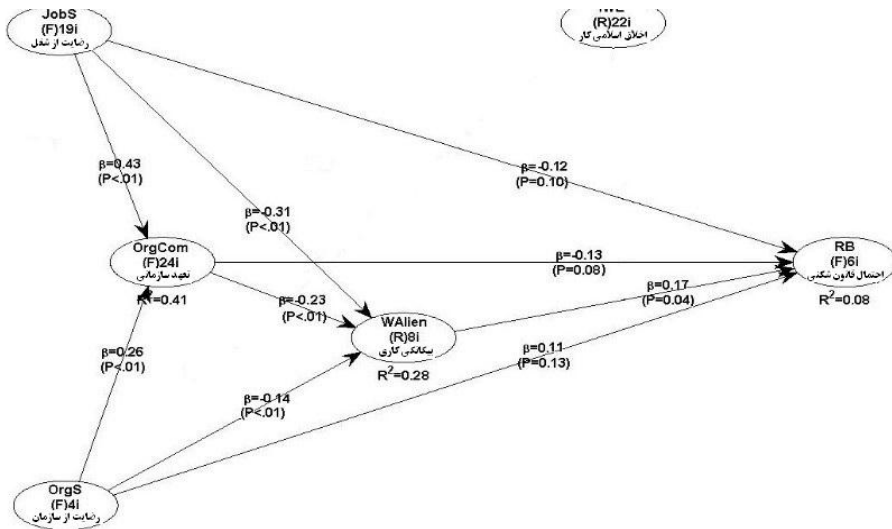 JobS
(F)19i
رضایت از شغل
(R)22i
اخلاق اسلامی کار
β=0.43
(P<.01)
β=-0.31
(P<.01)
β=-0.12
(P=0.10)
OrgCom
(F)24i
تعهد سازمانی
R²=0.41
β=-0.13
(P=0.08)
RB
(F)6i
احتمال قانون شکنی
R²=0.08
β=-0.23
(P<.01)
β=0.17
(P=0.04)
WAlien
(R)8i
بیگانگی کاری
R²=0.28
β=0.26
(P<.01)
β=0.11
(P=0.13)
β=-0.14
(P<.01)
OrgS
(F)4i
رضایت از سازمان